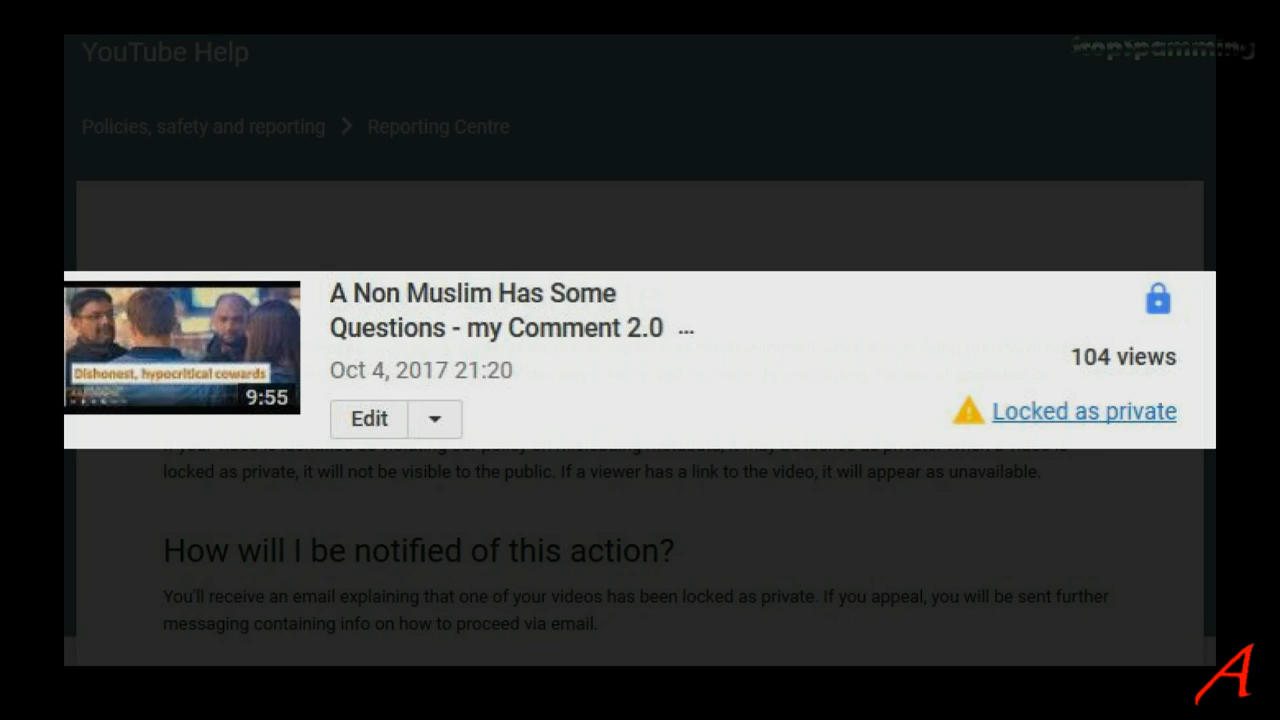 YouTube Help
stopspamming
Policies, safety and reporting > Reporting Centre
A Non Muslim Has Some
Questions - my Comment 2.0 ...
Oct 4, 2017 21:20
104 views
Dishonest, hypocritical cowards
9:55
Edit
Locked as private
locked as private, it will not be visible to the public. If a viewer has a link to the video, it will appear as unavailable.
How will I be notified of this action?
You'll receive an email explaining that one of your videos has been locked as private. If you appeal, you will be sent further
messaging containing info on how to proceed via email.
A